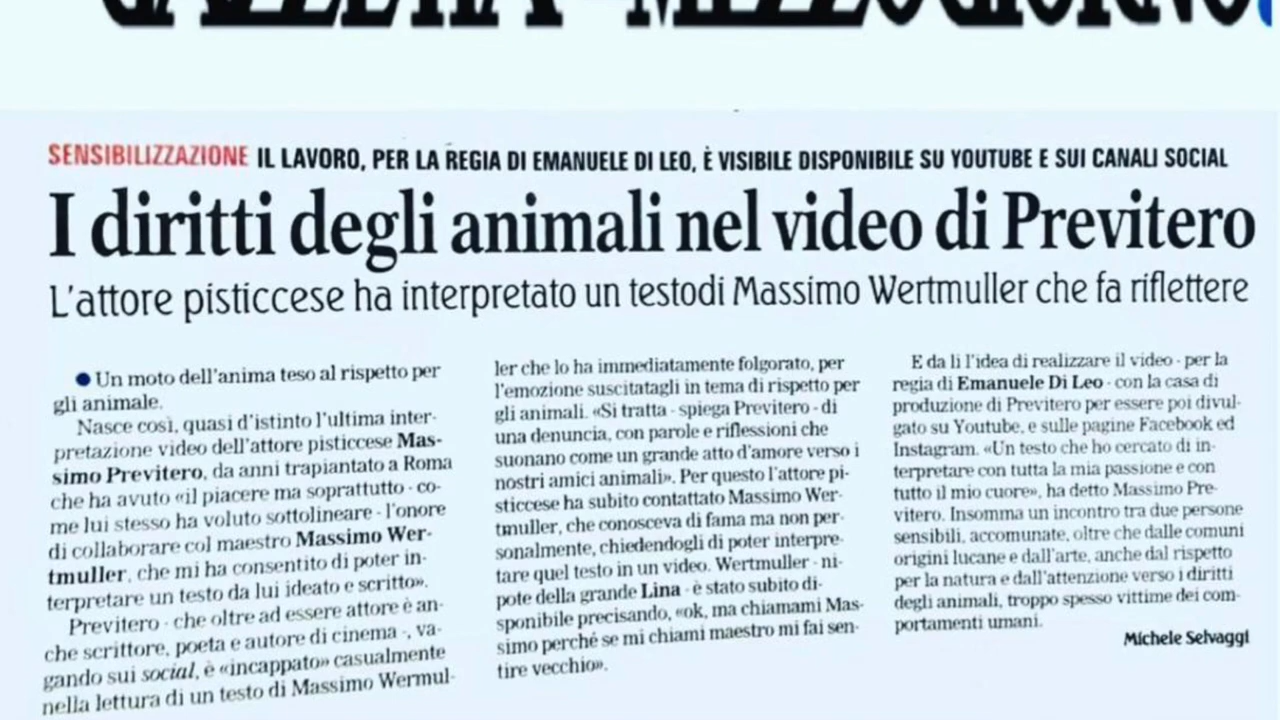 GAZZETTA MEZZOGIORNO
SENSIBILIZZAZIONE IL LAVORO, PER LA REGIA DI EMANUELE DI LEO, È VISIBILE DISPONIBILE SU YOUTUBE E SUI CANALI SOCIAL
I diritti degli animali nel video di Previtero
L'attore pisticcese ha interpretato un testodi Massimo Wertmuller che fa riflettere
● Un moto dell'anima teso al rispetto per
gli animale.
Nasce così, quasi d'istinto l'ultima inter-
pretazione video dell'attore pisticcese Mas-
simo Previtero, da anni trapiantato a Roma
che ha avuto «il piacere ma soprattutto - co-
me lui stesso ha voluto sottolineare - l'onore
di collaborare col maestro Massimo Wer-
tmuller, che mi ha consentito di poter in-
terpretare un testo da lui ideato e scritto».
Previtero - che oltre ad essere attore è an-
che scrittore, poeta e autore di cinema -, va-
gando sui social, è «incappato» casualmente
nella lettura di un testo di Massimo Wermul-
ler che lo ha immediatamente folgorato, per
l'emozione suscitatagli in tema di rispetto per
gli animali. «Si tratta - spiega Previtero - di
una denuncia, con parole e riflessioni che
suonano come un grande atto d'amore verso i
nostri amici animali». Per questo l'attore pi-
sticcese ha subito contattato Massimo Wer-
tmuller, che conosceva di fama ma non per-
sonalmente, chiedendogli di poter interpre-
tare quel testo in un video. Wertmuller - ni-
pote della grande Lina - è stato subito di-
sponibile precisando, «ok, ma chiamami Mas-
simo perché se mi chiami maestro mi fai sen-
tire vecchio».
E da li l'idea di realizzare il video - per la
regia di Emanuele Di Leo - con la casa di
produzione di Previtero per essere poi divul-
gato su Youtube, e sulle pagine Facebook ed
Instagram. «Un testo che ho cercato di in-
terpretare con tutta la mia passione e con
tutto il mio cuore», ha detto Massimo Pre-
vitero. Insomma un incontro tra due persone
sensibili, accomunate, oltre che dalle comuni
origini lucane e dall'arte, anche dal rispetto
per la natura e dall'attenzione verso i diritti
degli animali, troppo spesso vittime dei com-
portamenti umani.
Michele Selvaggi